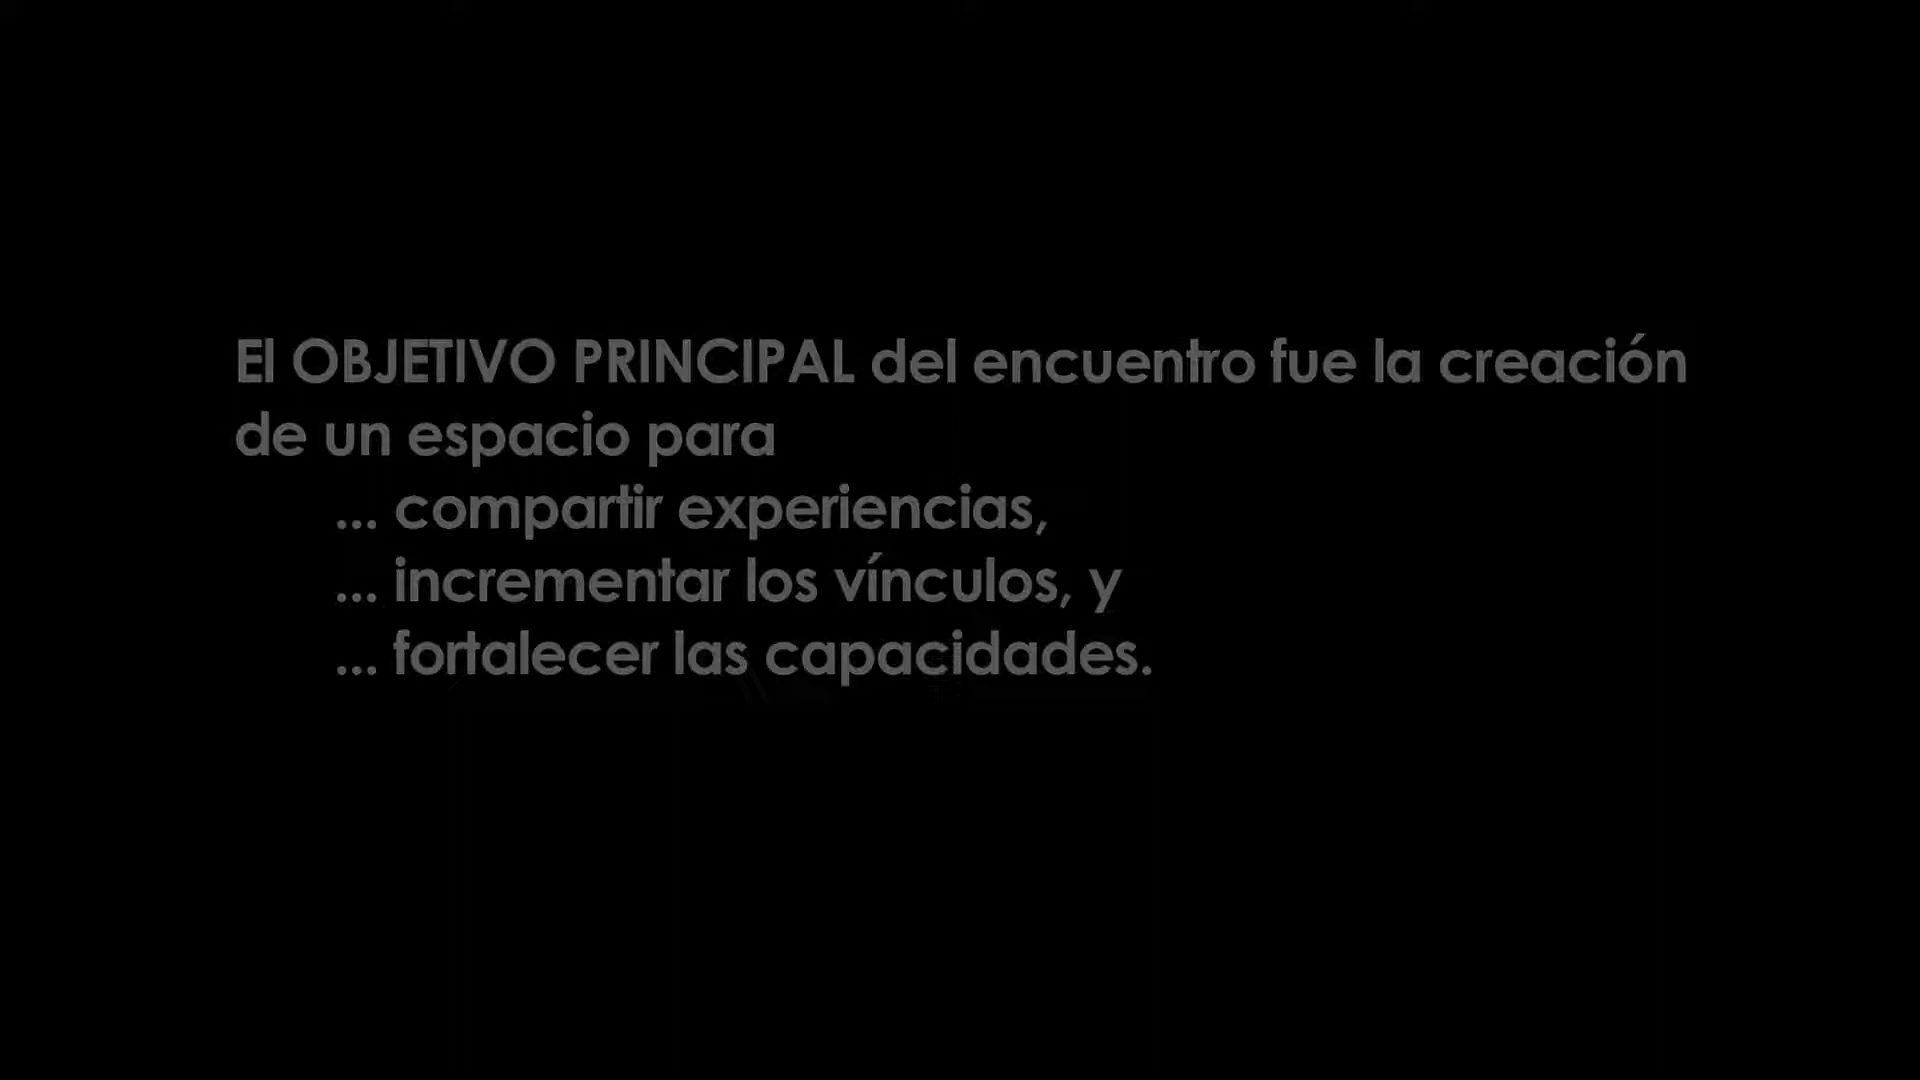 El OBJETIVO PRINCIPAL del encuentro fue la creación
de un espacio para
... compartir experiencias,
... incrementar los vínculos, y
... fortalecer las capacidades.